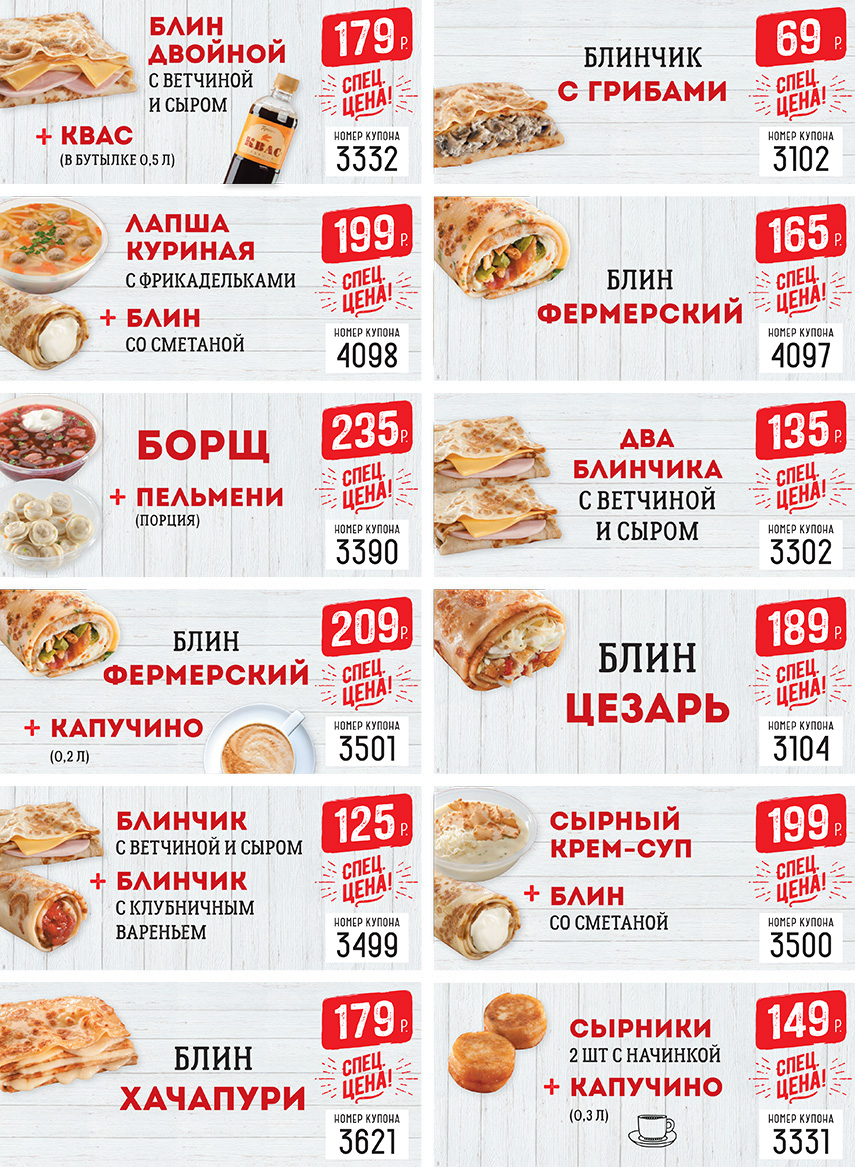 БЛИН
ДВОЙНОЙ
С ВЕТЧИНОЙ
И СЫРОМ
+ КВАС
(В БУТЫЛКЕ 0,5 Л)
КВАС
179 Р.
СПЕЦ.
ЦЕНА!
НОМЕР КУПОНА
3332
БЛИНЧИК
С ГРИБАМИ
69 Р.
СПЕЦ.
ЦЕНА!
НОМЕР КУПОНА
3102
ЛАПША
КУРИНАЯ
С ФРИКАДЕЛЬКАМИ
+ БЛИН
СО СМЕТАНОЙ
199 Р.
СПЕЦ.
ЦЕНА!
НОМЕР КУПОНА
4098
БЛИН
ФЕРМЕРСКИЙ
165 Р.
СПЕЦ.
ЦЕНА!
НОМЕР КУПОНА
4097
БОРЩ
+ ПЕЛЬМЕНИ
(ПОРЦИЯ)
235 Р.
СПЕЦ.
ЦЕНА!
НОМЕР КУПОНА
3390
ДВА
БЛИНЧИКА
С ВЕТЧИНОЙ
И СЫРОМ
135 Р.
СПЕЦ.
ЦЕНА!
НОМЕР КУПОНА
3302
БЛИН
ФЕРМЕРСКИЙ
+ КАПУЧИНО
(0,2 Л)
209 Р.
СПЕЦ.
ЦЕНА!
НОМЕР КУПОНА
3501
БЛИН
ЦЕЗАРЬ
189 Р.
СПЕЦ.
ЦЕНА!
НОМЕР КУПОНА
3104
БЛИНЧИК
С ВЕТЧИНОЙ И СЫРОМ
+ БЛИНЧИК
С КЛУБНИЧНЫМ
ВАРЕНЬЕМ
125 Р.
СПЕЦ.
ЦЕНА!
НОМЕР КУПОНА
3499
СЫРНЫЙ
КРЕМ-СУП
+ БЛИН
СО СМЕТАНОЙ
199 Р.
СПЕЦ.
ЦЕНА!
НОМЕР КУПОНА
3500
БЛИН
ХАЧАПУРИ
179 Р.
СПЕЦ.
ЦЕНА!
НОМЕР КУПОНА
3621
СЫРНИКИ
2 ШТ С НАЧИНКОЙ
+ КАПУЧИНО
(0,3 Л)
149 Р.
СПЕЦ.
ЦЕНА!
НОМЕР КУПОНА
3331